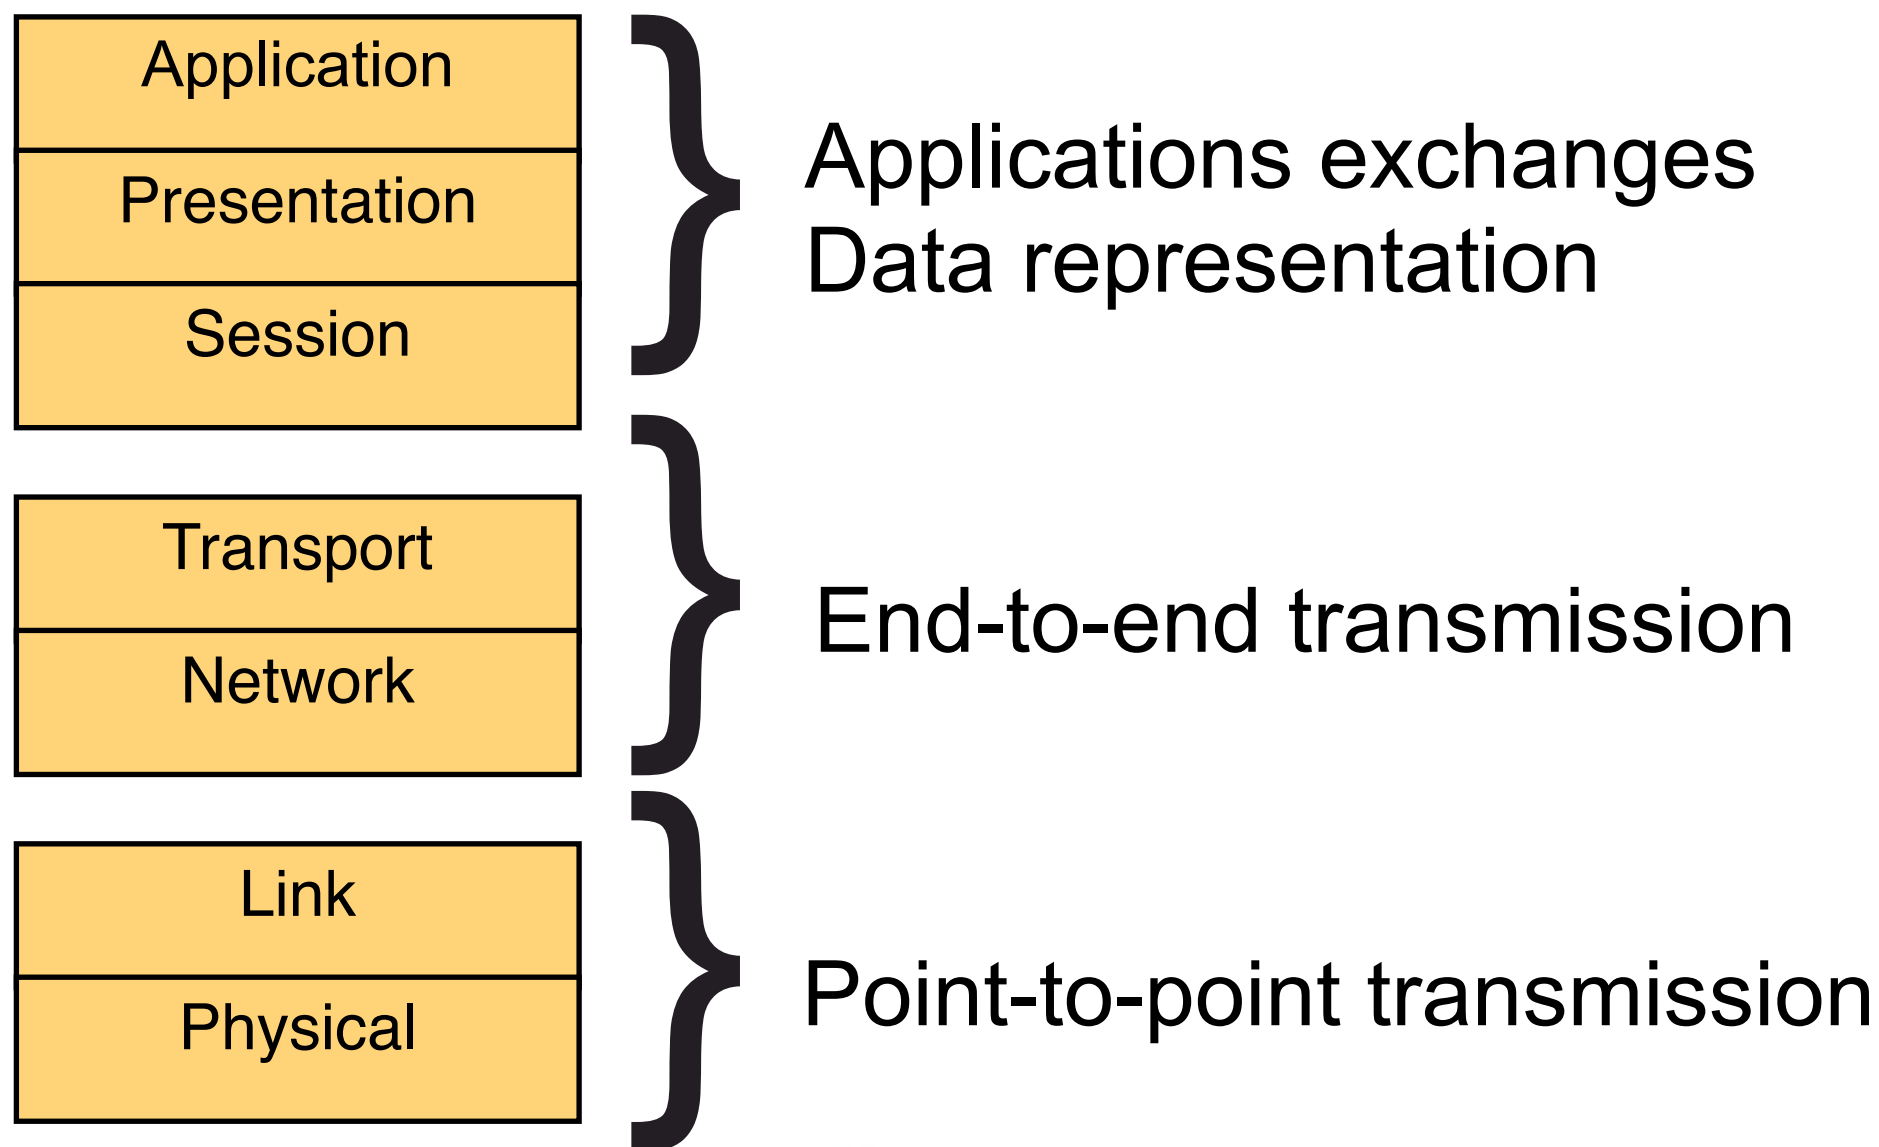 Application
Presentation
Session
Applications exchanges
Data representation
Transport
Network
End-to-end transmission
Link
Physical
Point-to-point transmission